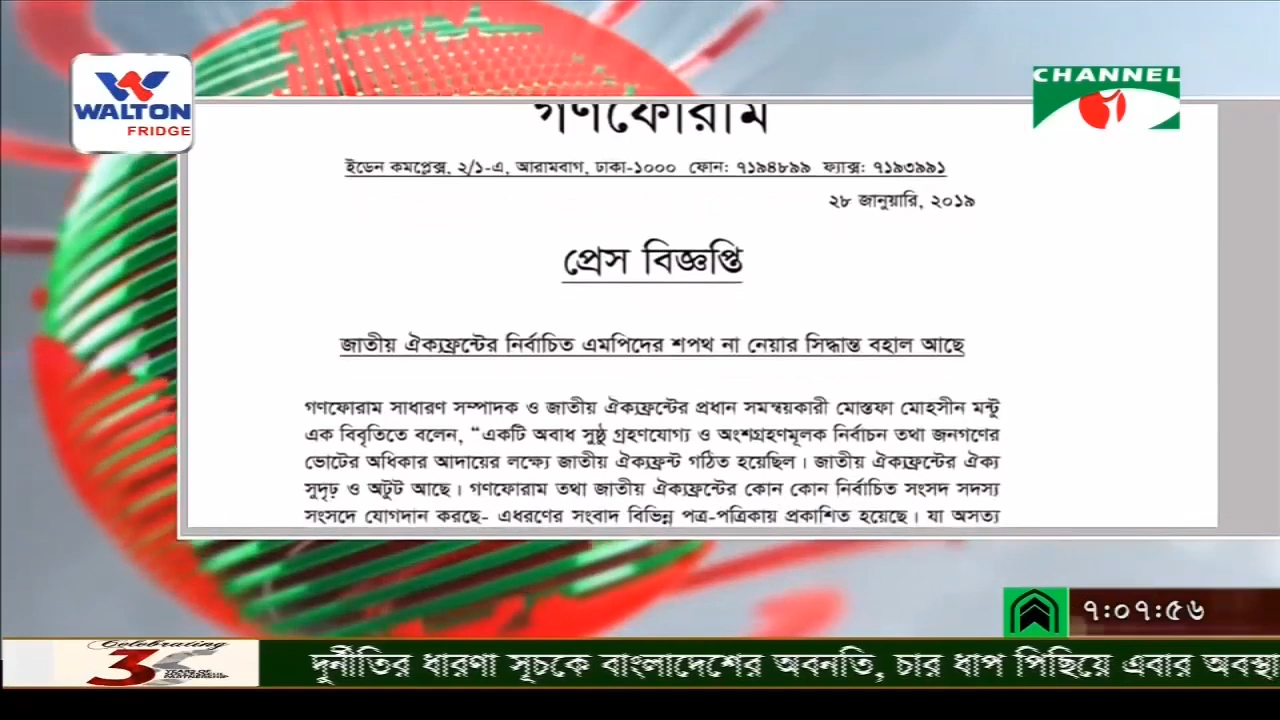 WALTON
FRIDGE
CHANNEL
গণফোরাম
ইডেন কমপ্লেক্স, ২/১-এ, আরামবাগ, ঢাকা-১০০০ ফোন: ৭১৯৪৮৯৯ ফ্যাক্স: ৭১৯৩৯৯১
২৮ জানুয়ারি, ২০১৯
প্রেস বিজ্ঞপ্তি
জাতীয় ঐক্যফ্রন্টের নির্বাচিত এমপিদের শপথ না নেয়ার সিদ্ধান্ত বহাল আছে
গণফোরাম সাধারণ সম্পাদক ও জাতীয় ঐক্যফ্রন্টের প্রধান সমন্বয়কারী মোস্তফা মোহসীন মন্টু
এক বিবৃতিতে বলেন, “একটি অবাধ সুষ্ঠু গ্রহণযোগ্য ও অংশগ্রহণমূলক নির্বাচন তথা জনগণের
ভোটের অধিকার আদায়ের লক্ষ্যে জাতীয় ঐক্যফ্রন্ট গঠিত হয়েছিল। জাতীয় ঐক্যফ্রন্টের ঐক্য
সুদৃঢ় ও অটুট আছে। গণফোরাম তথা জাতীয় ঐক্যফ্রন্টের কোন কোন নির্বাচিত সংসদ সদস্য
সংসদে যোগদান করছে- এধরণের সংবাদ বিভিন্ন পত্র-পত্রিকায় প্রকাশিত হয়েছে। যা অসত্য
৭:০৭:৫৬
Celebrating
দুর্নীতির ধারণা সূচকে বাংলাদেশের অবনতি, চার ধাপ পিছিয়ে এবার অবস্থা